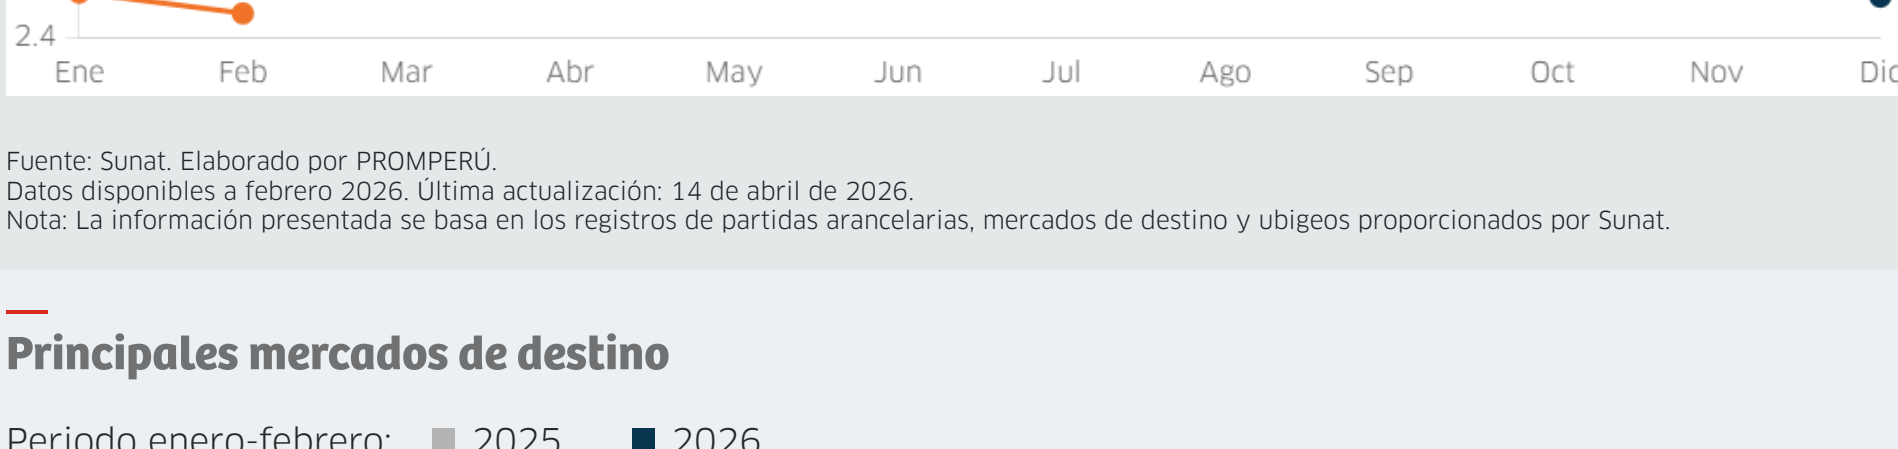 2.4
Ene Feb Mar Abr May Jun Jul Ago Sep Oct Nov Dic
Fuente: Sunat. Elaborado por PROMPERÚ.
Datos disponibles a febrero 2026. Última actualización: 14 de abril de 2026.
Nota: La información presentada se basa en los registros de partidas arancelarias, mercados de destino y ubigeos proporcionados por Sunat.
Principales mercados de destino
Periodo enero-febrero: 2025 2026